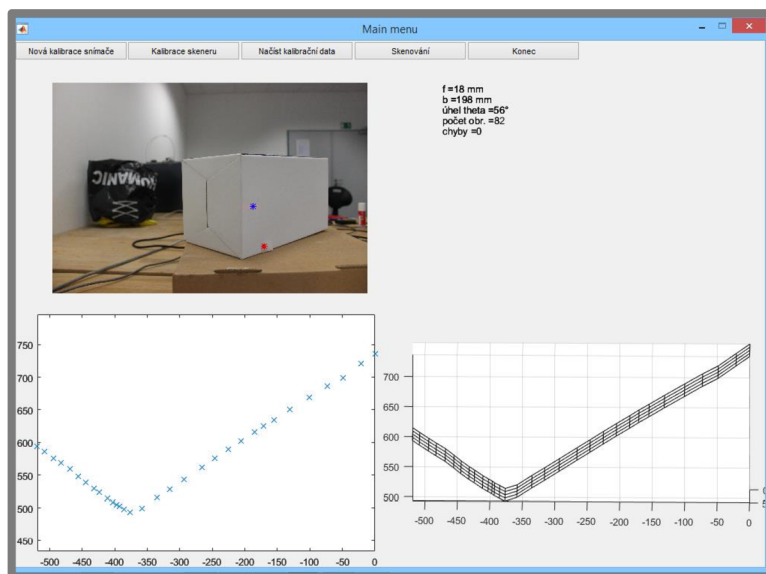 Main menu
Nová kalibrace snímače
Kalibrace skeneru
Načíst kalibrační data
Skenování
Konec
f =18 mm
b =198 mm
úhel theta =56°
počet obr. =82
chyby =0
HUMANIC
750
700
650
600
550
500
450
-500 -450 -400 -350 -300 -250 -200 -150 -100 -50 0
700
650
600
550
500
-500 -450 -400 -350 -300 -250 -200 -150 -100 -50 0
0